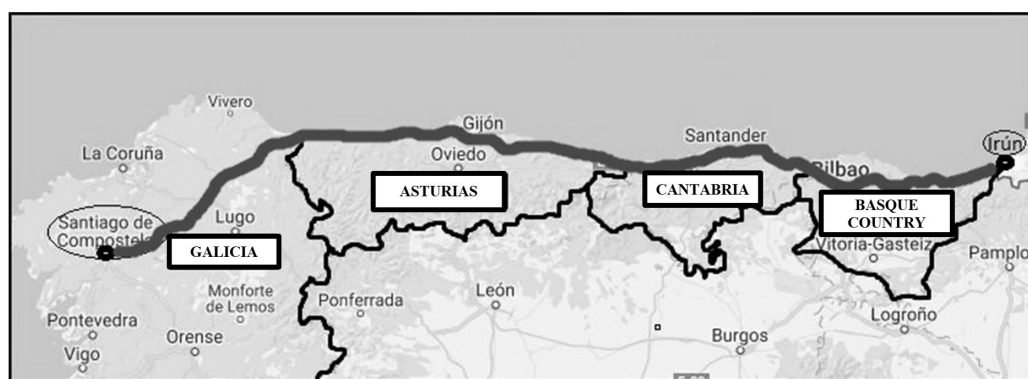 Vivero
Gijón
Santander
Irún
La Coruña
Oviedo
Bilbao
ASTURIAS
CANTABRIA
BASQUE
COUNTRY
Santiago de
Compostel
Lugo
GALICIA
Vitoria-Gasteiz
Pamplo
Monforte
de Lemos
Ponferrada
León
Logroño
Pontevedra
Orense
Burgos
Vigo